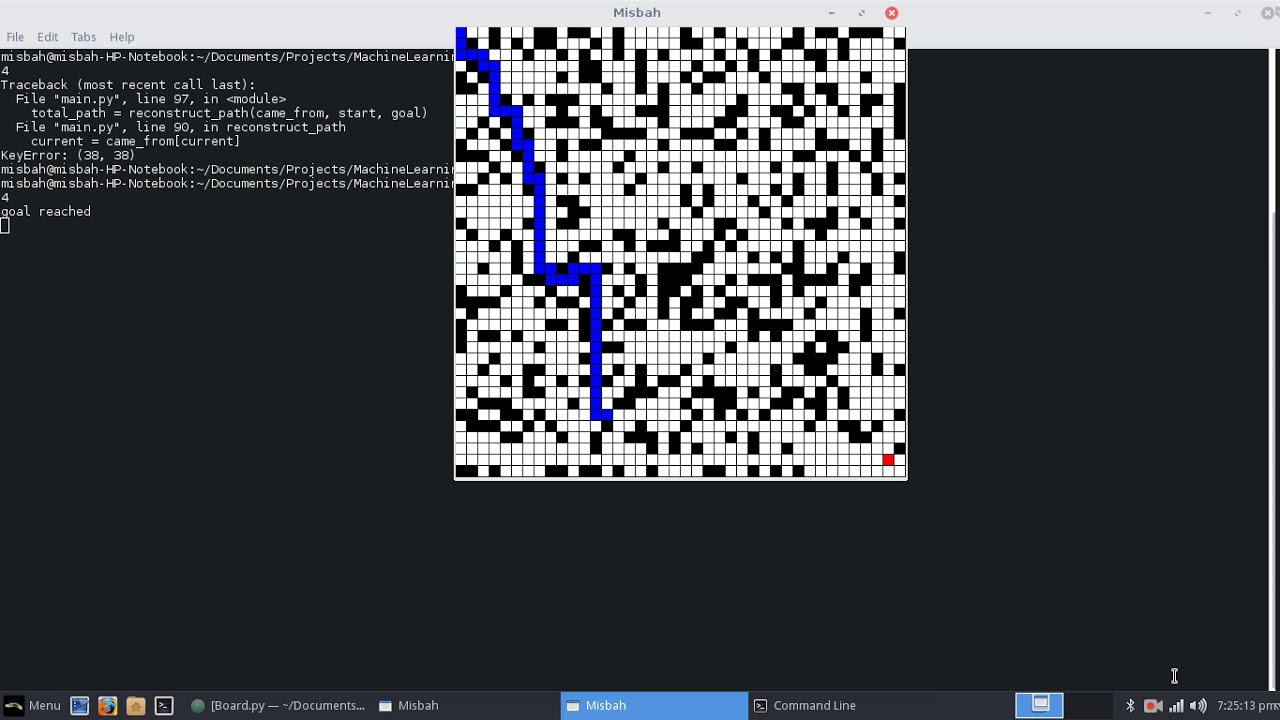 Misbah
File Edit Tabs Help
misbah@misbah-HP-Notebook:~/Documents/Projects/MachineLearnin
4
Traceback (most recent call last):
  File "main.py", line 97, in <module>
    total_path = reconstruct_path(came_from, start, goal)
  File "main.py", line 90, in reconstruct_path
    current = came_from[current]
KeyError: (38, 38)
misbah@misbah-HP-Notebook:~/Documents/Projects/MachineLearnin
misbah@misbah-HP-Notebook:~/Documents/Projects/MachineLearnin
4
goal reached
Menu [Board.py — ~/Documents... Misbah Misbah Command Line 7:25:13 pm